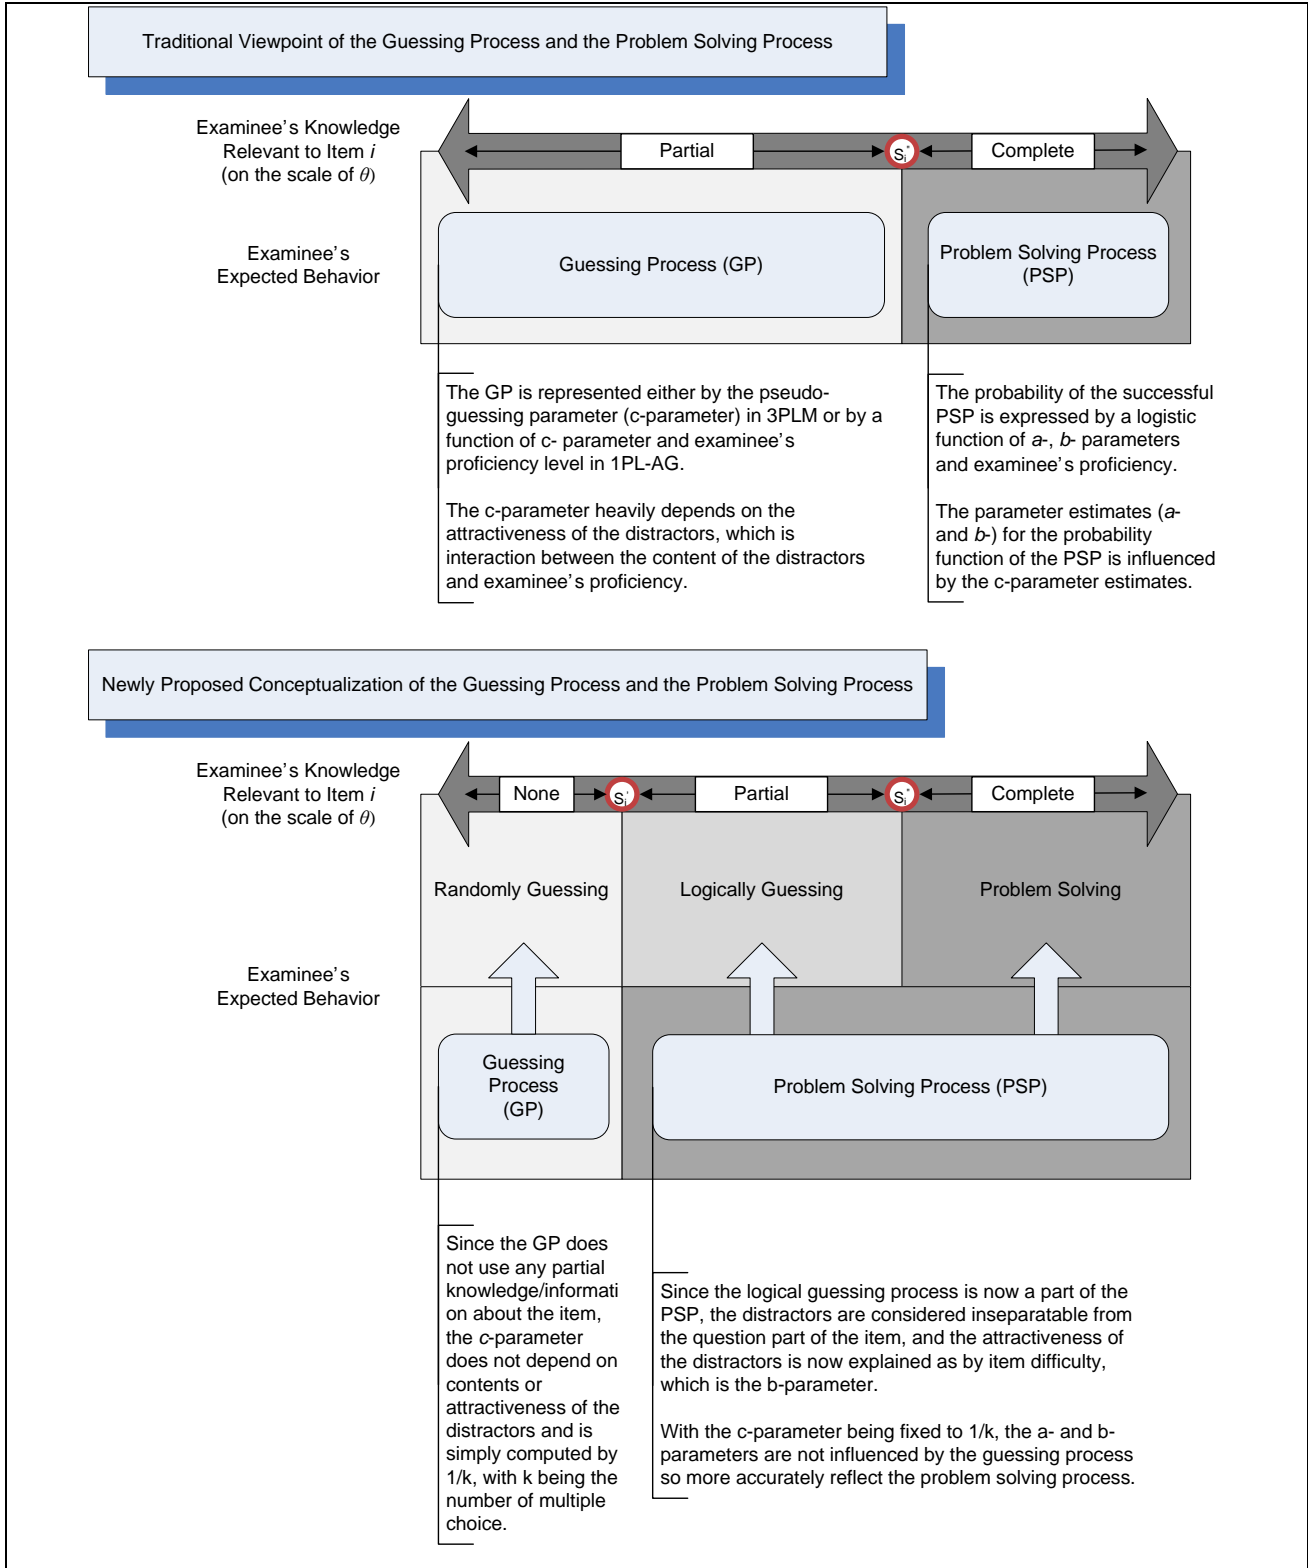 Traditional Viewpoint of the Guessing Process and the Problem Solving Process
Examinee's Knowledge
Relevant to Item i
(on the scale of θ)
Partial
Si*
Complete
Examinee's
Expected Behavior
Guessing Process (GP)
Problem Solving Process
(PSP)
The GP is represented either by the pseudo-
guessing parameter (c-parameter) in 3PLM or by a
function of c- parameter and examinee's
proficiency level in 1PL-AG.
The c-parameter heavily depends on the
attractiveness of the distractors, which is
interaction between the content of the distractors
and examinee's proficiency.
The probability of the successful
PSP is expressed by a logistic
function of a-, b- parameters
and examinee's proficiency.
The parameter estimates (a-
and b-) for the probability
function of the PSP is influenced
by the c-parameter estimates.
Newly Proposed Conceptualization of the Guessing Process and the Problem Solving Process
Examinee's Knowledge
Relevant to Item i
(on the scale of θ)
None
Si'
Partial
Si*
Complete
Randomly Guessing
Logically Guessing
Problem Solving
Examinee's
Expected Behavior
Guessing
Process
(GP)
Problem Solving Process (PSP)
Since the GP does
not use any partial
knowledge/informati
on about the item,
the c-parameter
does not depend on
contents or
attractiveness of the
distractors and is
simply computed by
1/k, with k being the
number of multiple
choice.
Since the logical guessing process is now a part of the
PSP, the distractors are considered inseparatable from
the question part of the item, and the attractiveness of
the distractors is now explained as by item difficulty,
which is the b-parameter.
With the c-parameter being fixed to 1/k, the a- and b-
parameters are not influenced by the guessing process
so more accurately reflect the problem solving process.